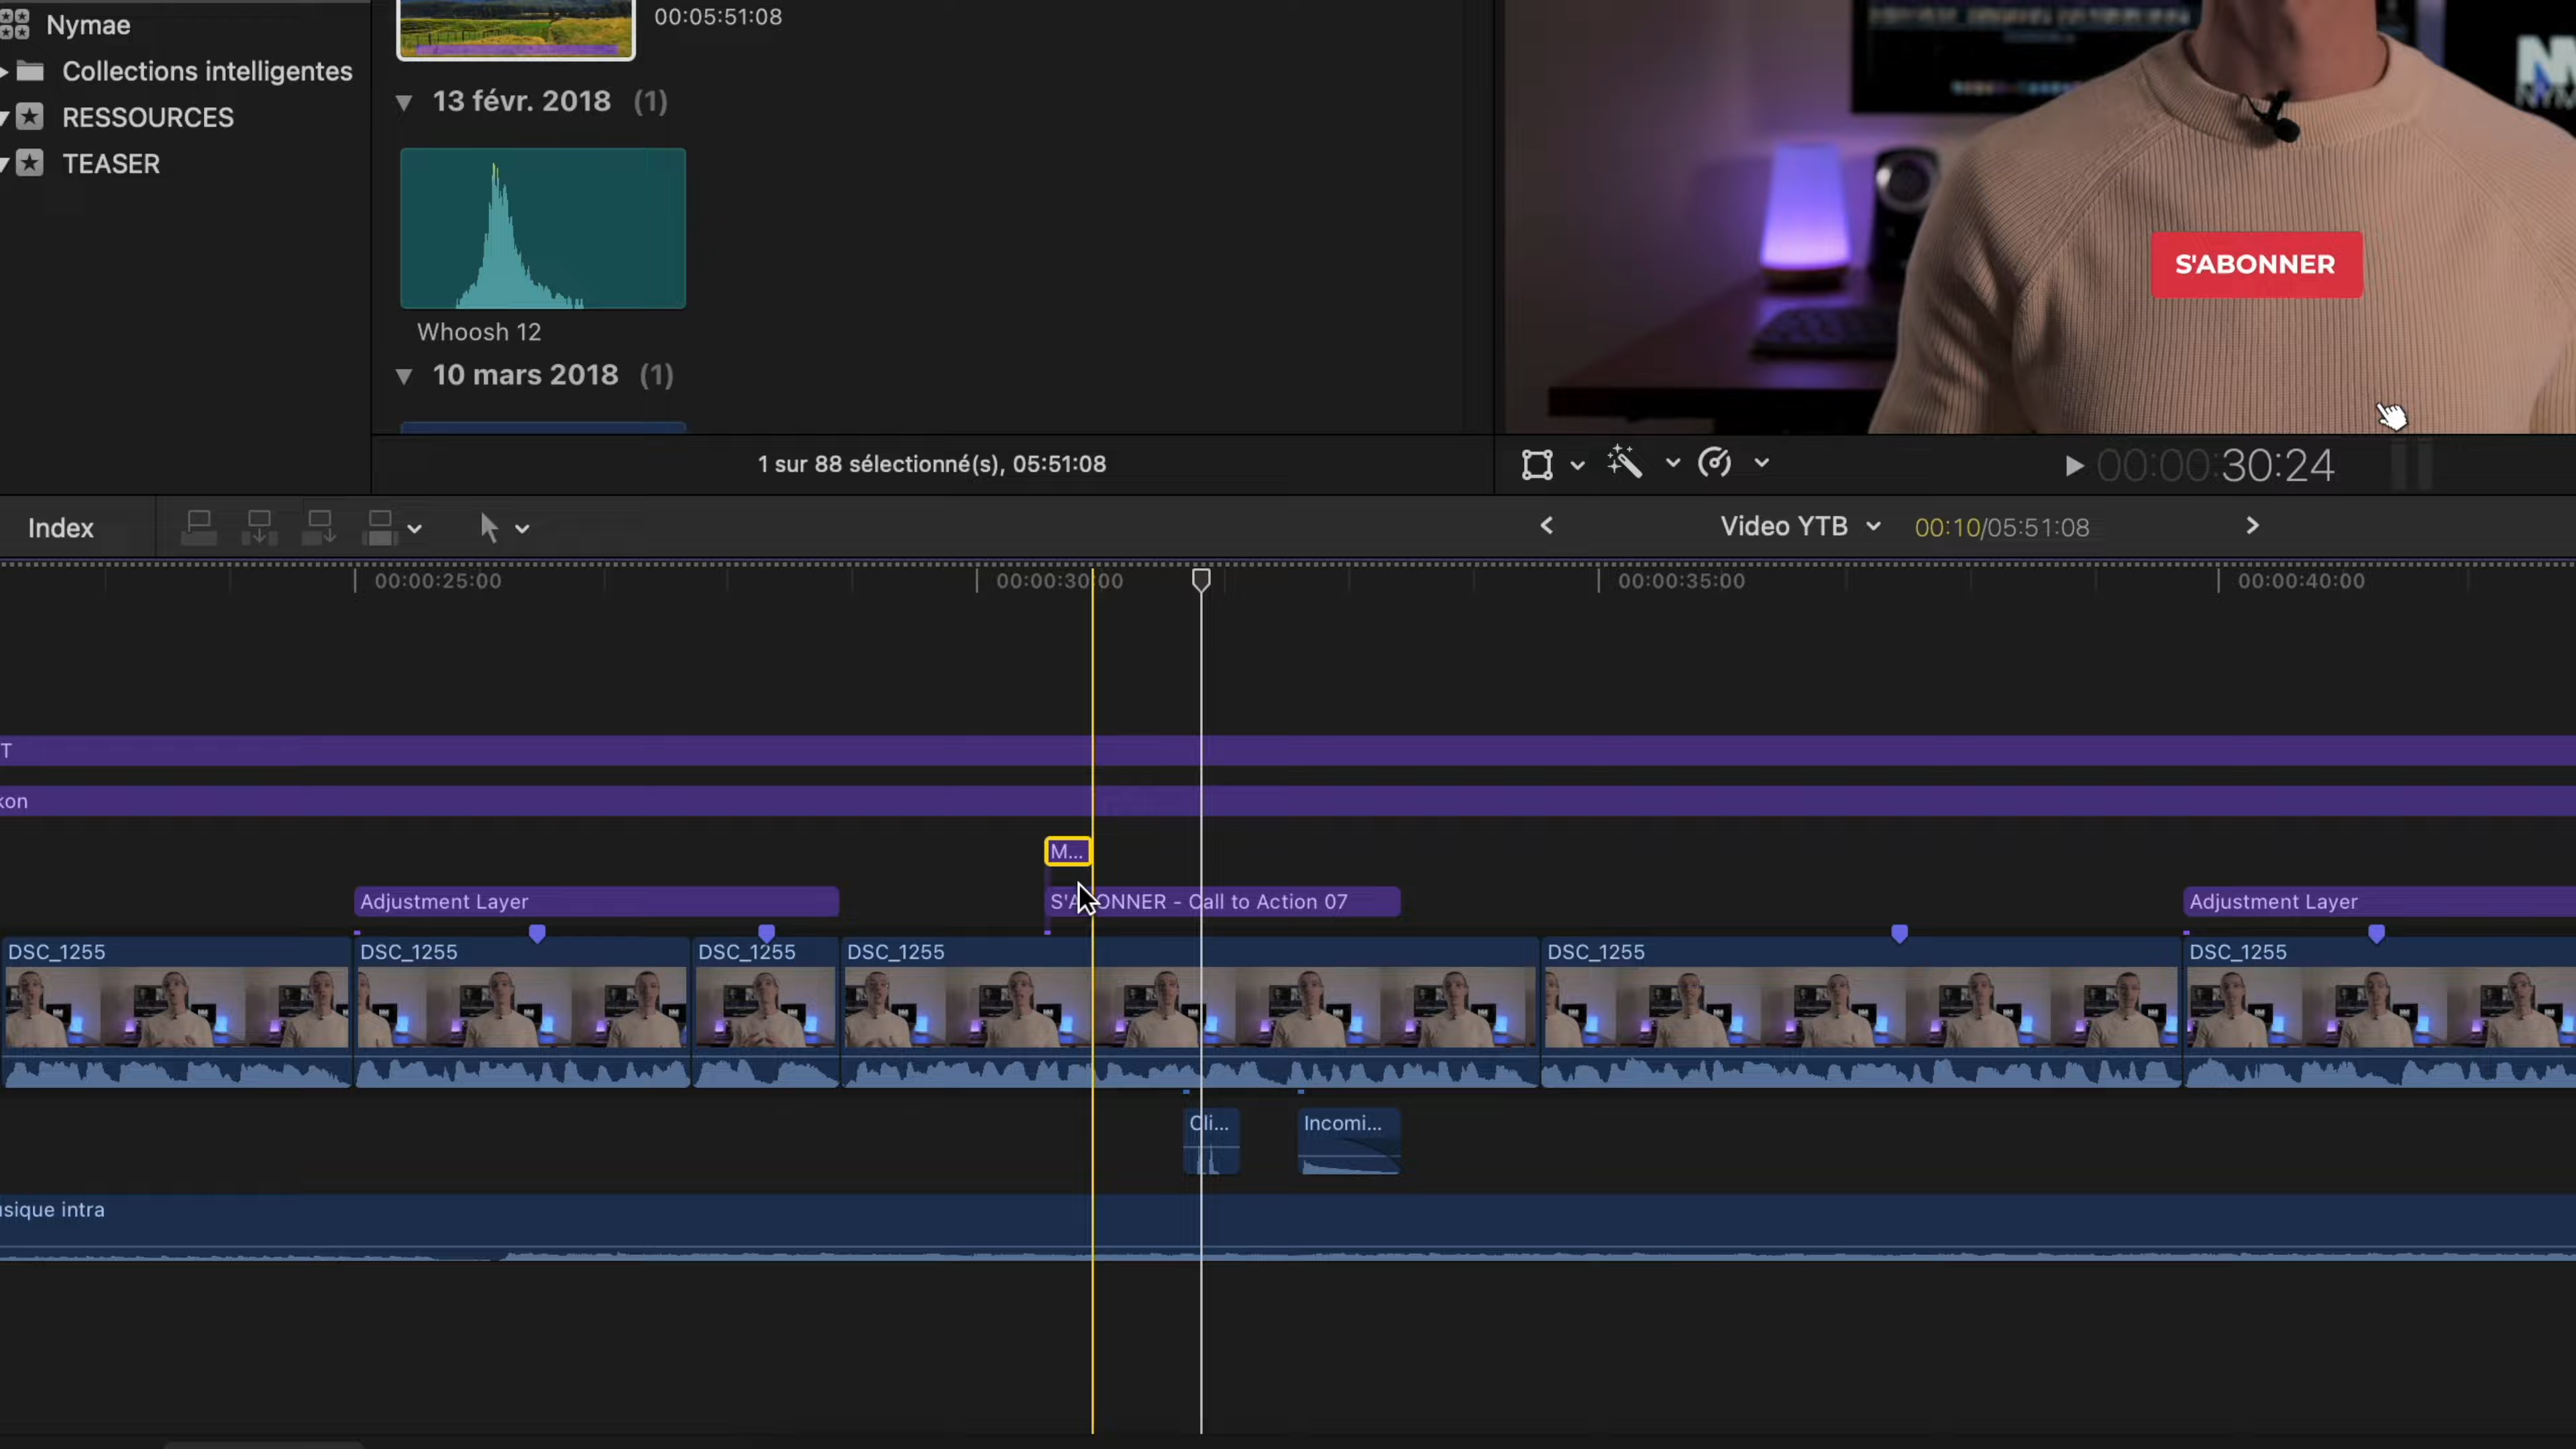 Nymae
Collections intelligentes
RESSOURCES
TEASER
00:05:51:08
13 févr. 2018 (1)
Whoosh 12
10 mars 2018 (1)
1 sur 88 sélectionné(s), 05:51:08
S'ABONNER
00:00:30:24
Index
Video YTB
00:10/05:51:08
00:00:25:00
00:00:30:00
00:00:35:00
00:00:40:00
T
kon
M...
Adjustment Layer
S'ABONNER - Call to Action 07
Adjustment Layer
DSC_1255
DSC_1255
DSC_1255
DSC_1255
DSC_1255
DSC_1255
Cli...
Incomi...
sique intra